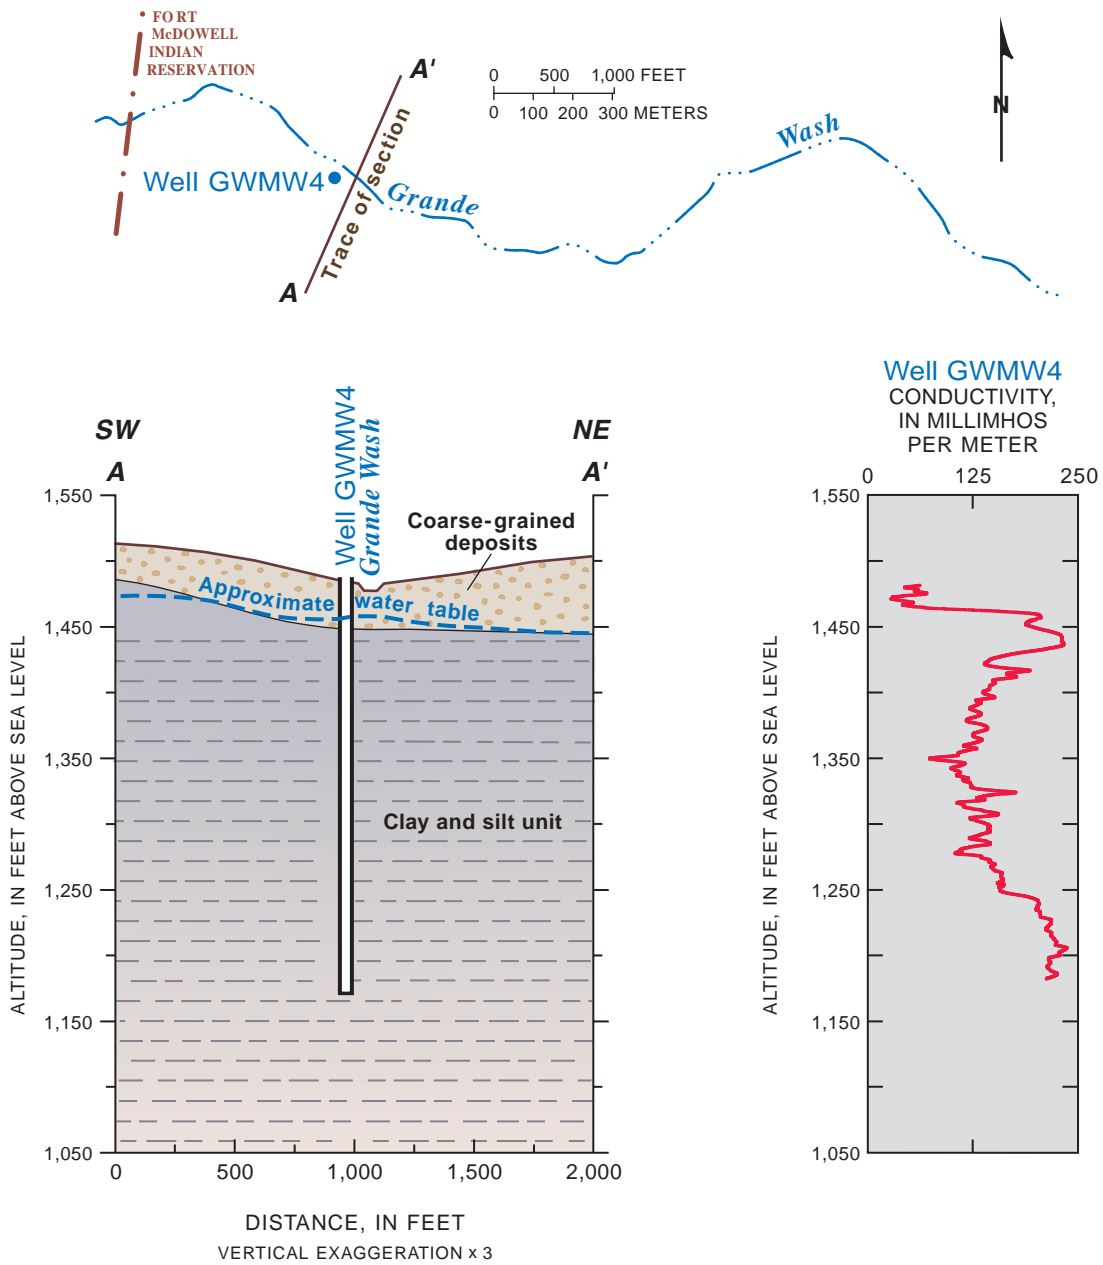 FORT
McDOWELL
INDIAN
RESERVATION
A'
0 500 1,000 FEET
0 100 200 300 METERS
N
Wash
Well GWMW4
Grande
Trace of section
A
Well GWMW4
CONDUCTIVITY,
IN MILLIMHOS
PER METER
0 125 250
SW
NE
A
A'
Well GWMW4
Grande Wash
1,550
1,450
1,350
1,250
1,150
1,050
ALTITUDE, IN FEET ABOVE SEA LEVEL
Coarse-grained
deposits
Approximate water table
Clay and silt unit
0 500 1,000 1,500 2,000
DISTANCE, IN FEET
VERTICAL EXAGGERATION x 3
1,550
1,450
1,350
1,250
1,150
1,050
ALTITUDE, IN FEET ABOVE SEA LEVEL